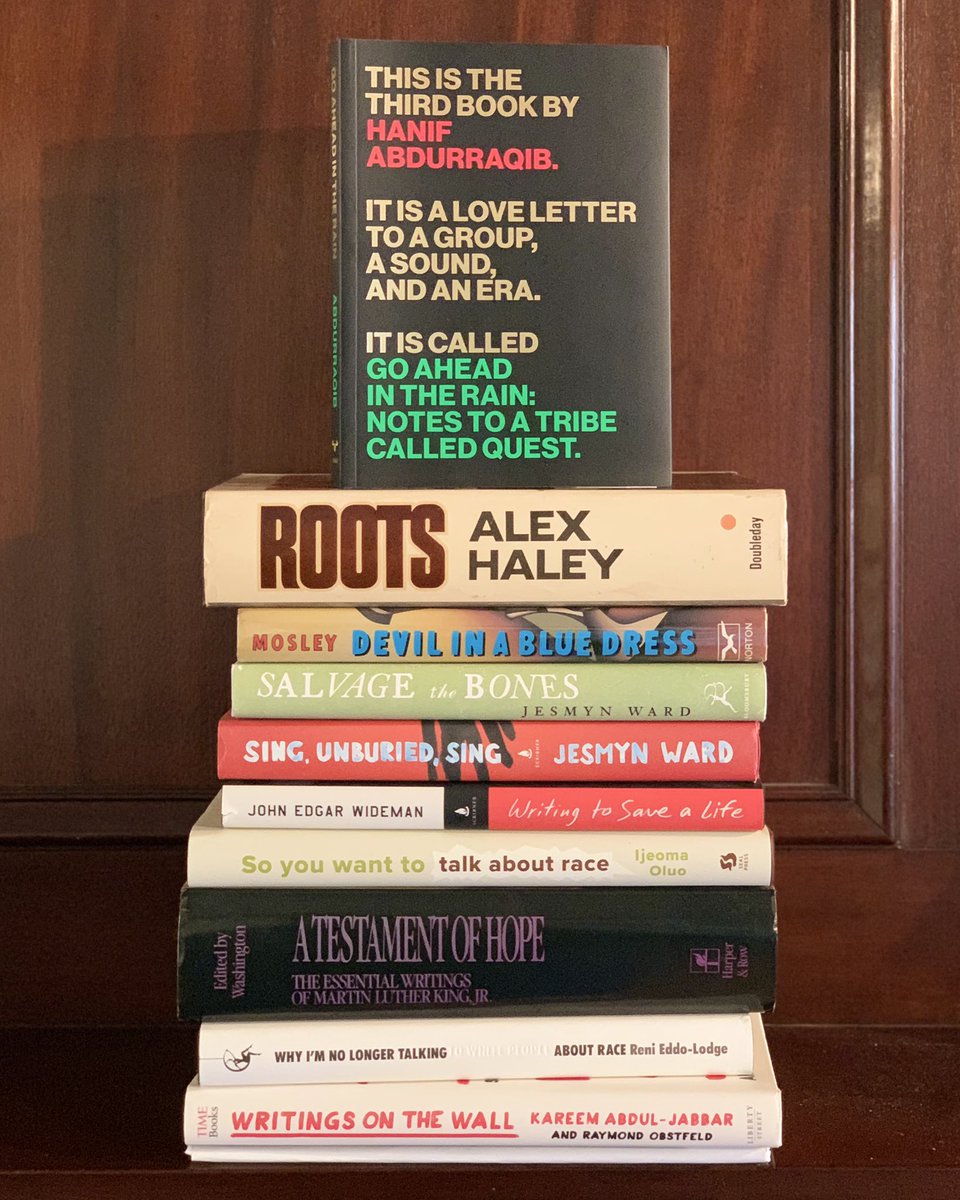 THIS IS THE
THIRD BOOK BY
HANIF
ABDURRAQIB.
IT IS A LOVE LETTER
TO A GROUP,
A SOUND,
AND AN ERA.
IT IS CALLED
GO AHEAD
IN THE RAIN:
NOTES TO A TRIBE
CALLED QUEST.
GO AHEAD IN THE RAIN ABDURRAQIB
ROOTS ALEX
HALEY
Doubleday
MOSLEY DEVIL IN A BLUE DRESS NORTON
SALVAGE the BONES
JESMYN WARD
BLOOMSBURY
SING, UNBURIED, SING SCRIBNER JESMYN WARD
JOHN EDGAR WIDEMAN SCRIBNER Writing to Save a Life
So you want to talk about race Ijeoma
Oluo
SEAL
PRESS
Edited by
Washington
A TESTAMENT OF HOPE
THE ESSENTIAL WRITINGS
OF MARTIN LUTHER KING, JR.
Harper
& Row
WHY I'M NO LONGER TALKING TO WHITE PEOPLE ABOUT RACE Reni Eddo-Lodge
TIME
Books
WRITINGS ON THE WALL KAREEM ABDUL-JABBAR
AND RAYMOND OBSTFELD
LIBERTY
STREET